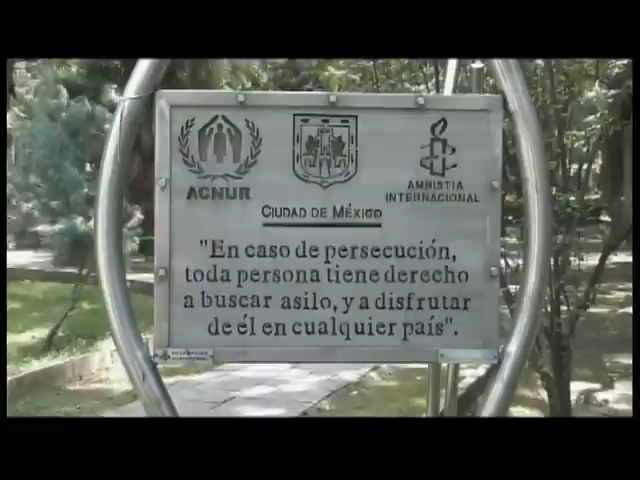 ACNUR
CIUDAD DE MÉXICO
AMNISTIA
INTERNACIONAL
"En caso de persecución,
toda persona tiene derecho
a buscar asilo, y a disfrutar
de él en cualquier país".